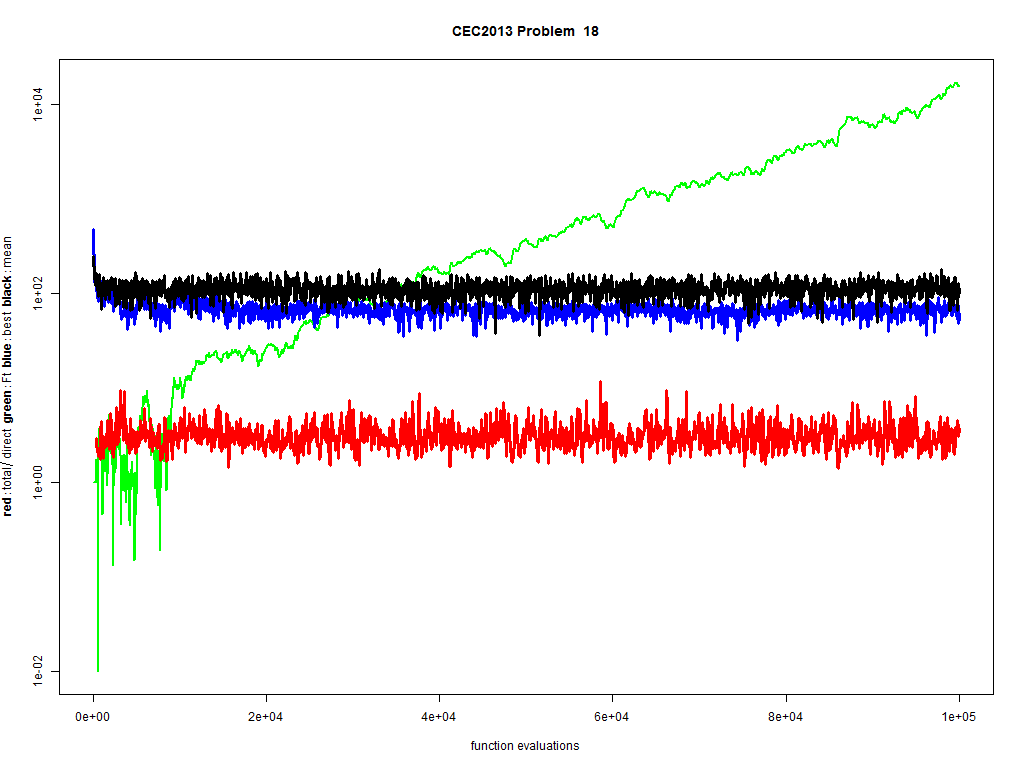 CEC2013 Problem  18
red : total/ direct  green : Ft  blue : best  black : mean
1e+04
1e+02
1e+00
1e-02
0e+00
2e+04
4e+04
6e+04
8e+04
1e+05
function evaluations